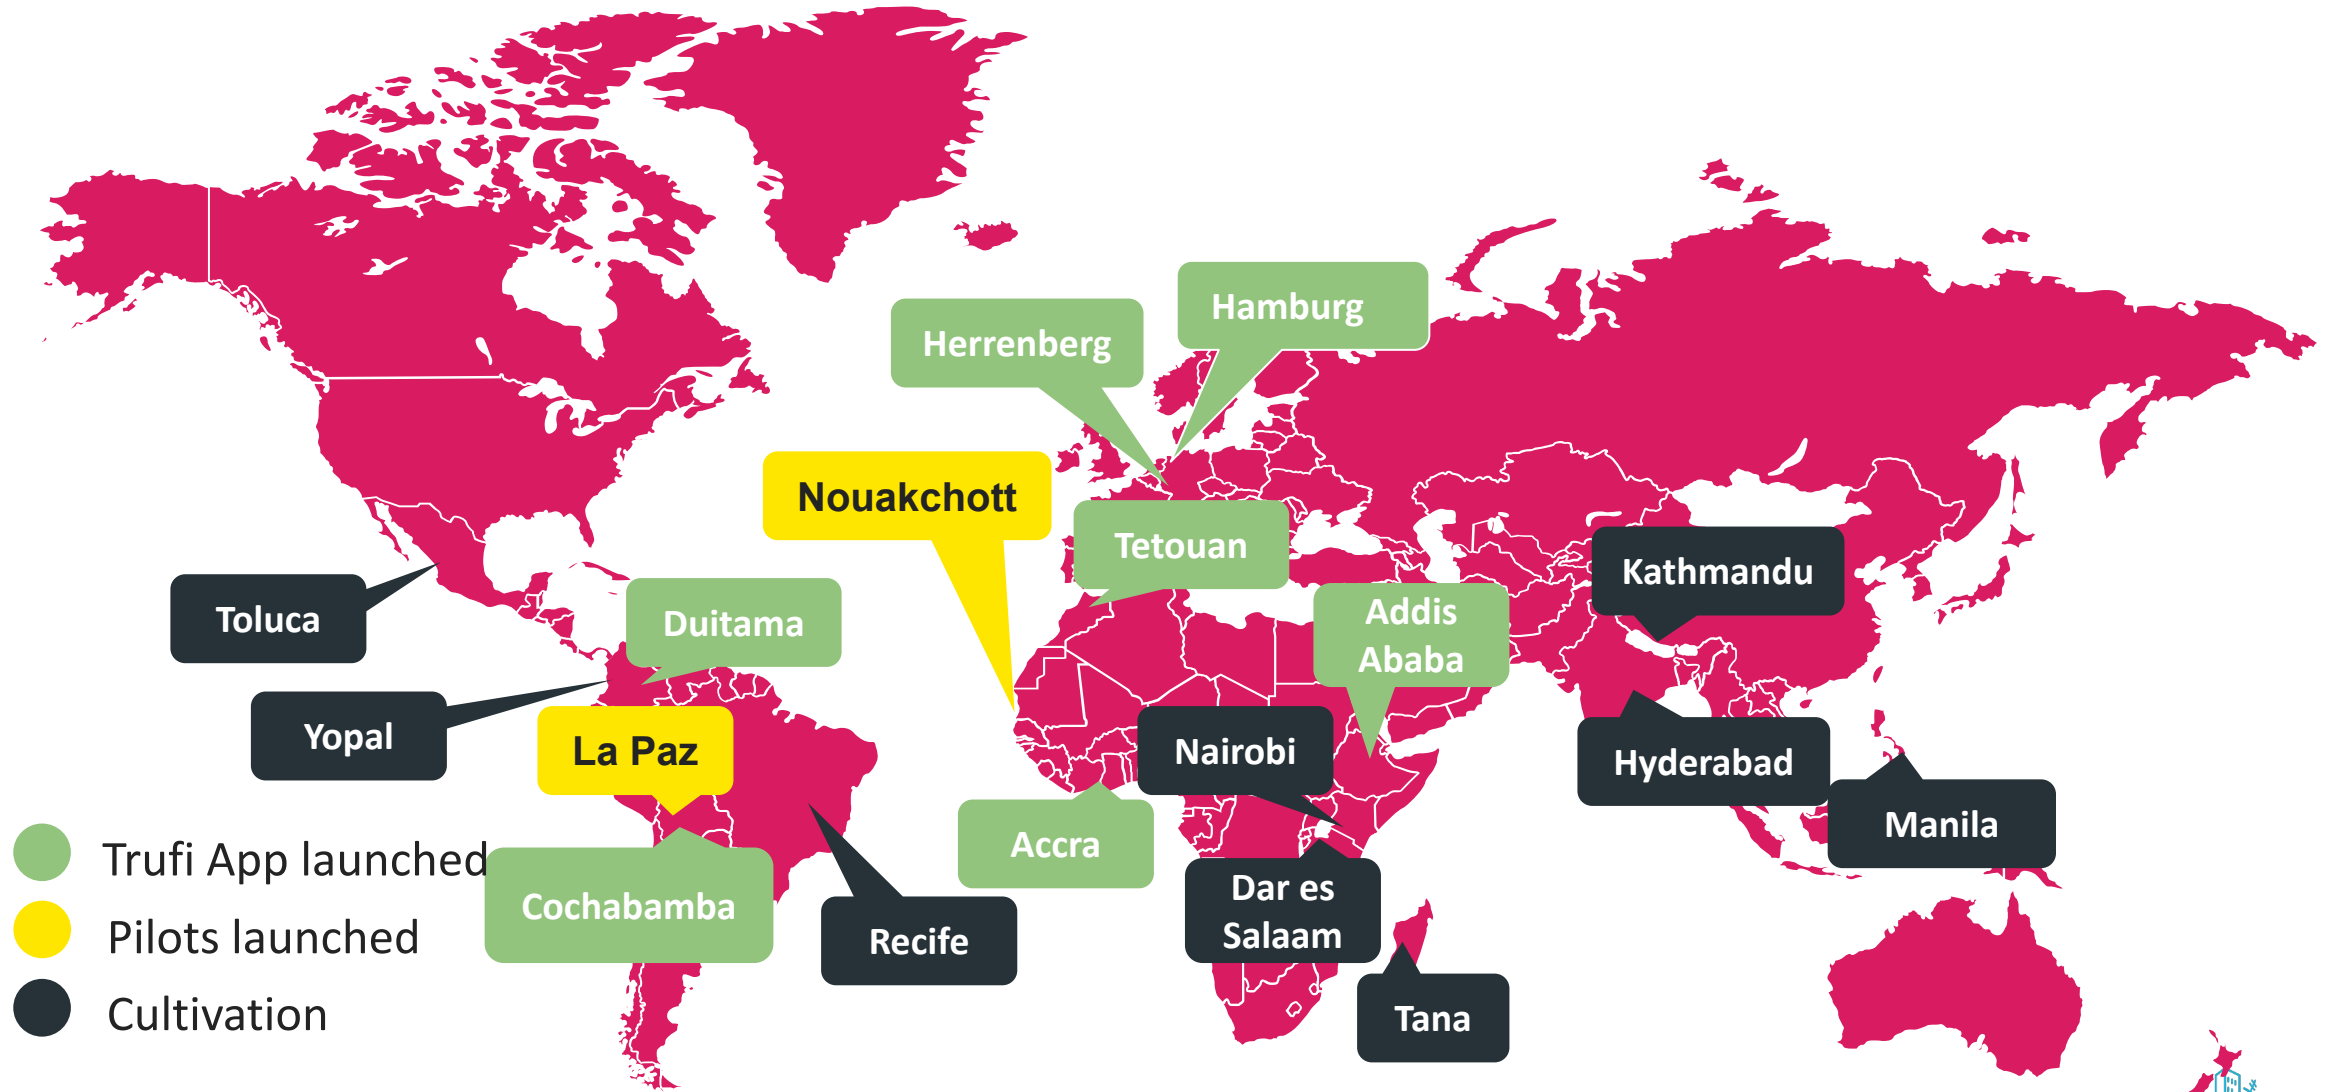 Hamburg
Herrenberg
Nouakchott
Tetouan
Kathmandu
Toluca
Duitama
Addis
Ababa
Yopal
La Paz
Nairobi
Hyderabad
Accra
Manila
Trufi App launched
Cochabamba
Dar es
Salaam
Pilots launched
Recife
Cultivation
Tana